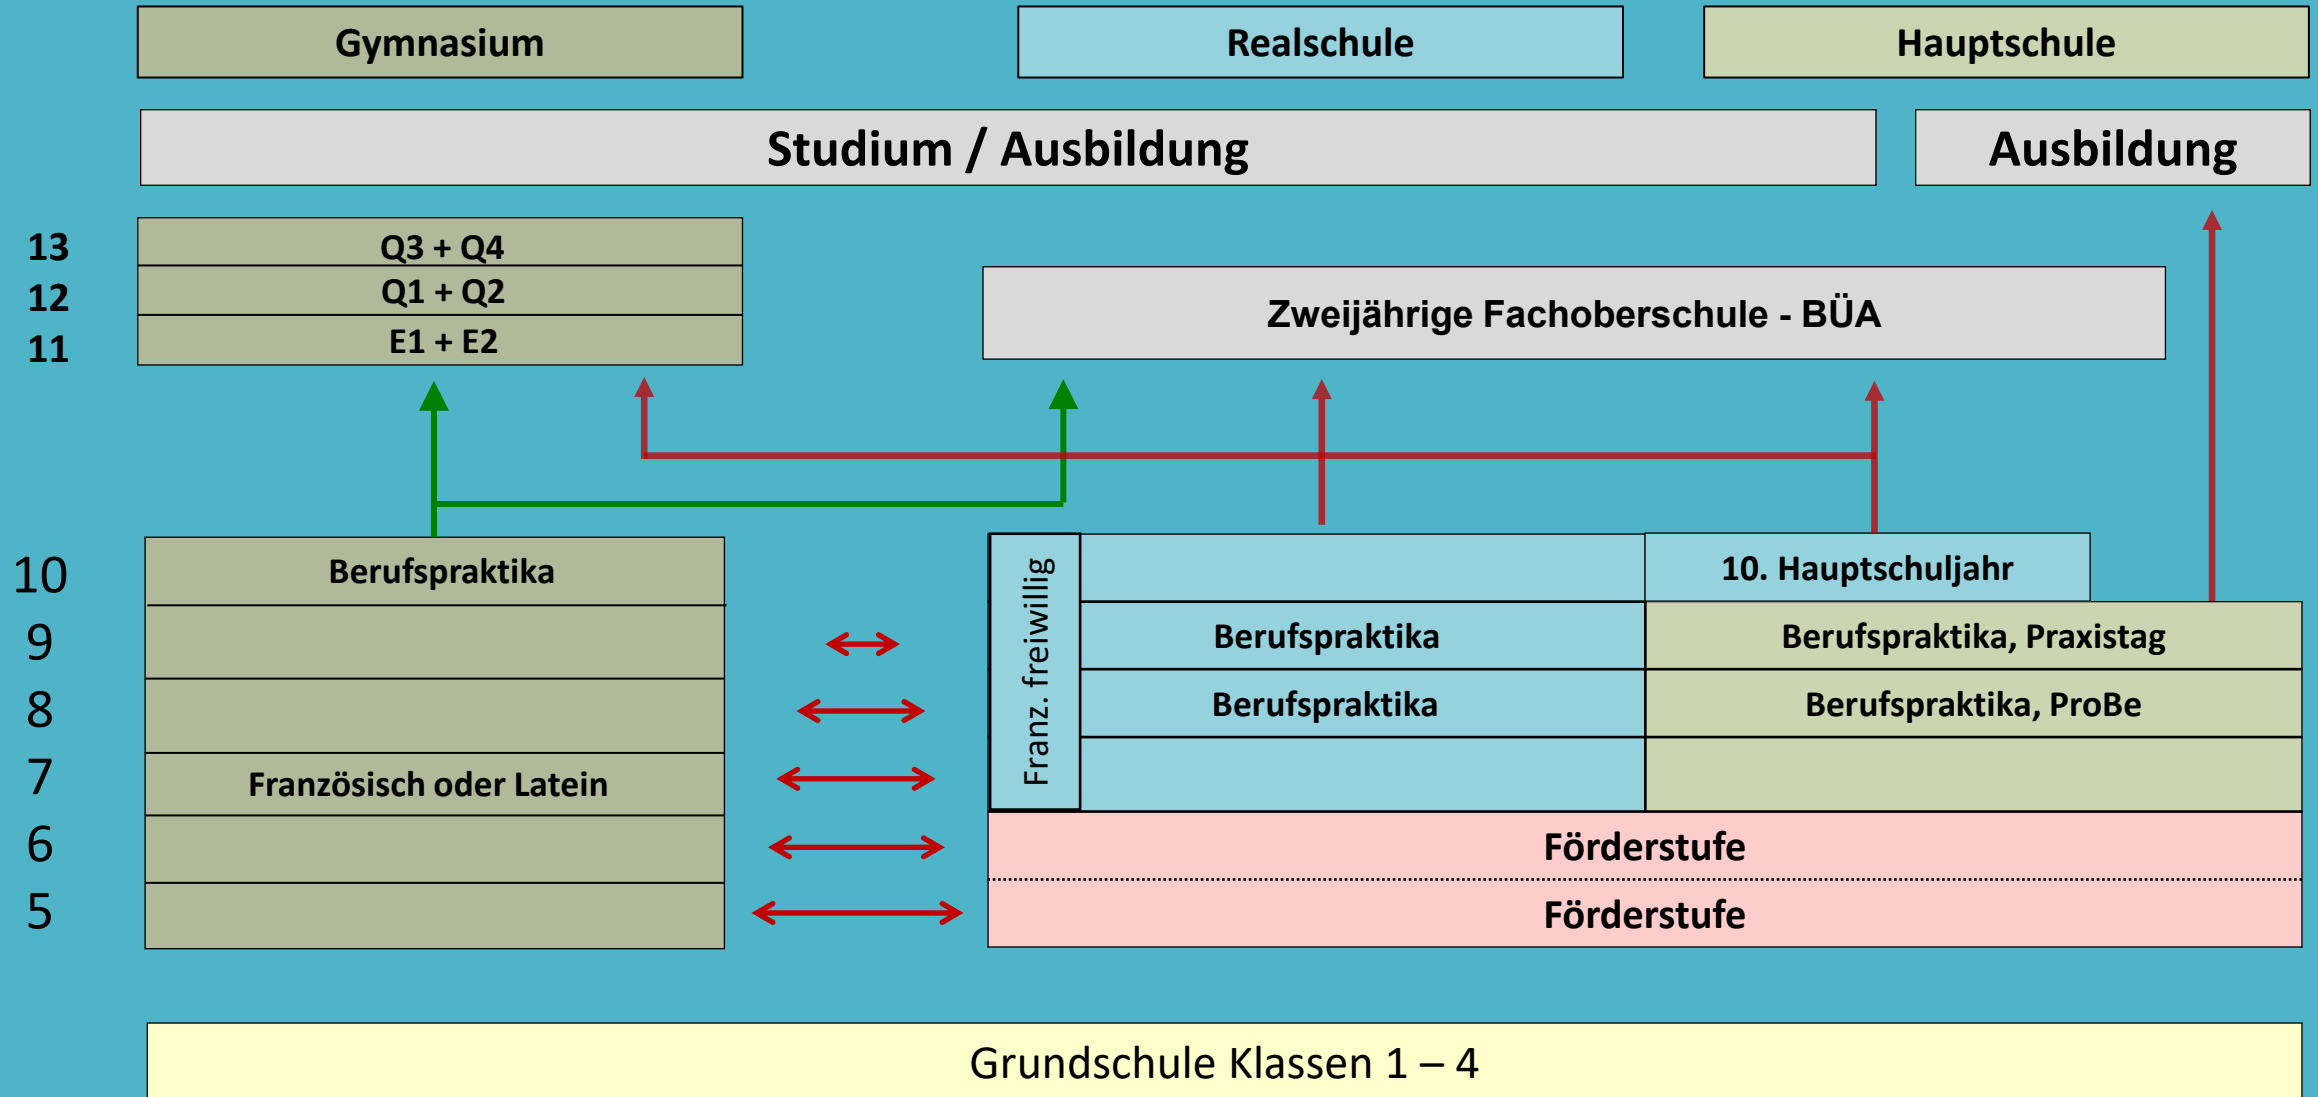 Gymnasium
Realschule
Hauptschule
Studium / Ausbildung
Ausbildung
13
Q3 + Q4
12
Q1 + Q2
11
E1 + E2
Zweijährige Fachoberschule - BÜA
10
Berufspraktika
10. Hauptschuljahr
Franz. freiwillig
9
Berufspraktika
Berufspraktika, Praxistag
8
Berufspraktika
Berufspraktika, ProBe
7
Französisch oder Latein
6
Förderstufe
5
Förderstufe
Grundschule Klassen 1 – 4